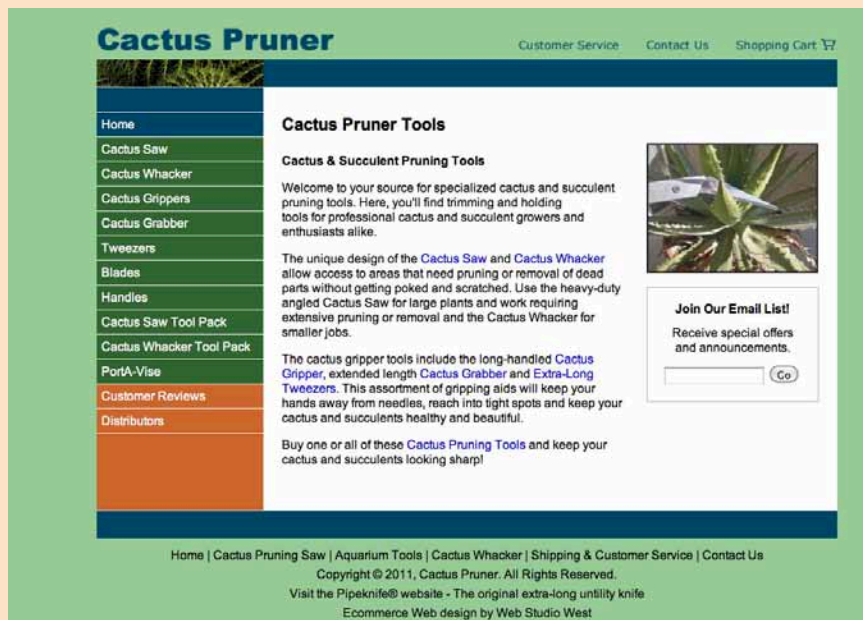 Cactus Pruner
Customer Service Contact Us Shopping Cart
Home
Cactus Saw
Cactus Whacker
Cactus Grippers
Cactus Grabber
Tweezers
Blades
Handles
Cactus Saw Tool Pack
Cactus Whacker Tool Pack
PortA-Vise
Customer Reviews
Distributors
Cactus Pruner Tools
Cactus & Succulent Pruning Tools
Welcome to your source for specialized cactus and succulent
pruning tools. Here, you'll find trimming and holding
tools for professional cactus and succulent growers and
enthusiasts alike.
The unique design of the Cactus Saw and Cactus Whacker
allow access to areas that need pruning or removal of dead
parts without getting poked and scratched. Use the heavy-duty
angled Cactus Saw for large plants and work requiring
extensive pruning or removal and the Cactus Whacker for
smaller jobs.
The cactus gripper tools include the long-handled Cactus
Gripper, extended length Cactus Grabber and Extra-Long
Tweezers. This assortment of gripping aids will keep your
hands away from needles, reach into tight spots and keep your
cactus and succulents healthy and beautiful.
Buy one or all of these Cactus Pruning Tools and keep your
cactus and succulents looking sharp!
Join Our Email List!
Receive special offers
and announcements.
Go
Home | Cactus Pruning Saw | Aquarium Tools | Cactus Whacker | Shipping & Customer Service | Contact Us
Copyright © 2011, Cactus Pruner. All Rights Reserved.
Visit the Pipeknife® website - The original extra-long untility knife
Ecommerce Web design by Web Studio West